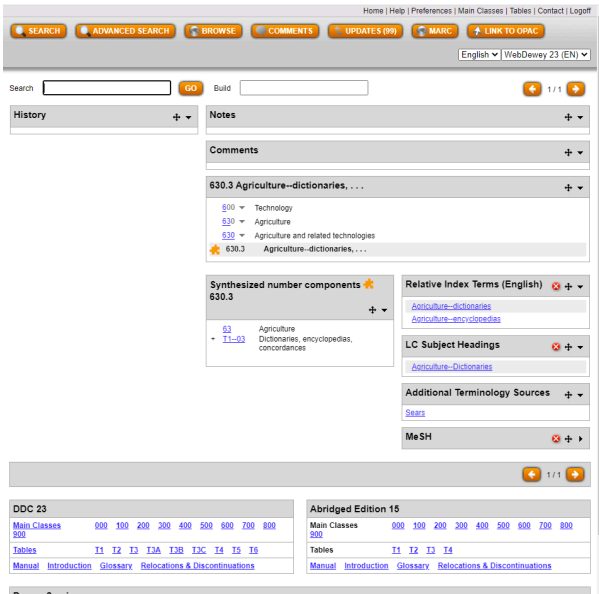 Home | Help | Preferences | Main Classes | Tables | Contact | Logoff
SEARCH ADVANCED SEARCH BROWSE COMMENTS UPDATES (99) MARC LINK TO OPAC
English WebDewey 23 (EN)
Search GO Build 1 / 1
History
Notes
Comments
630.3 Agriculture--dictionaries, . . .
600 Technology
630 Agriculture
630 Agriculture and related technologies
630.3 Agriculture--dictionaries, . . .
Synthesized number components
630.3
63 Agriculture
+ T1--03 Dictionaries, encyclopedias,
concordances
Relative Index Terms (English)
Agriculture--dictionaries
Agriculture--encyclopedias
LC Subject Headings
Agriculture--Dictionaries
Additional Terminology Sources
Sears
MeSH
1 / 1
DDC 23
Main Classes 000 100 200 300 400 500 600 700 800
900
Tables T1 T2 T3 T3A T3B T3C T4 T5 T6
Manual Introduction Glossary Relocations & Discontinuations
Abridged Edition 15
Main Classes 000 100 200 300 400 500 600 700 800
900
Tables T1 T2 T3 T4
Manual Introduction Glossary Relocations & Discontinuations